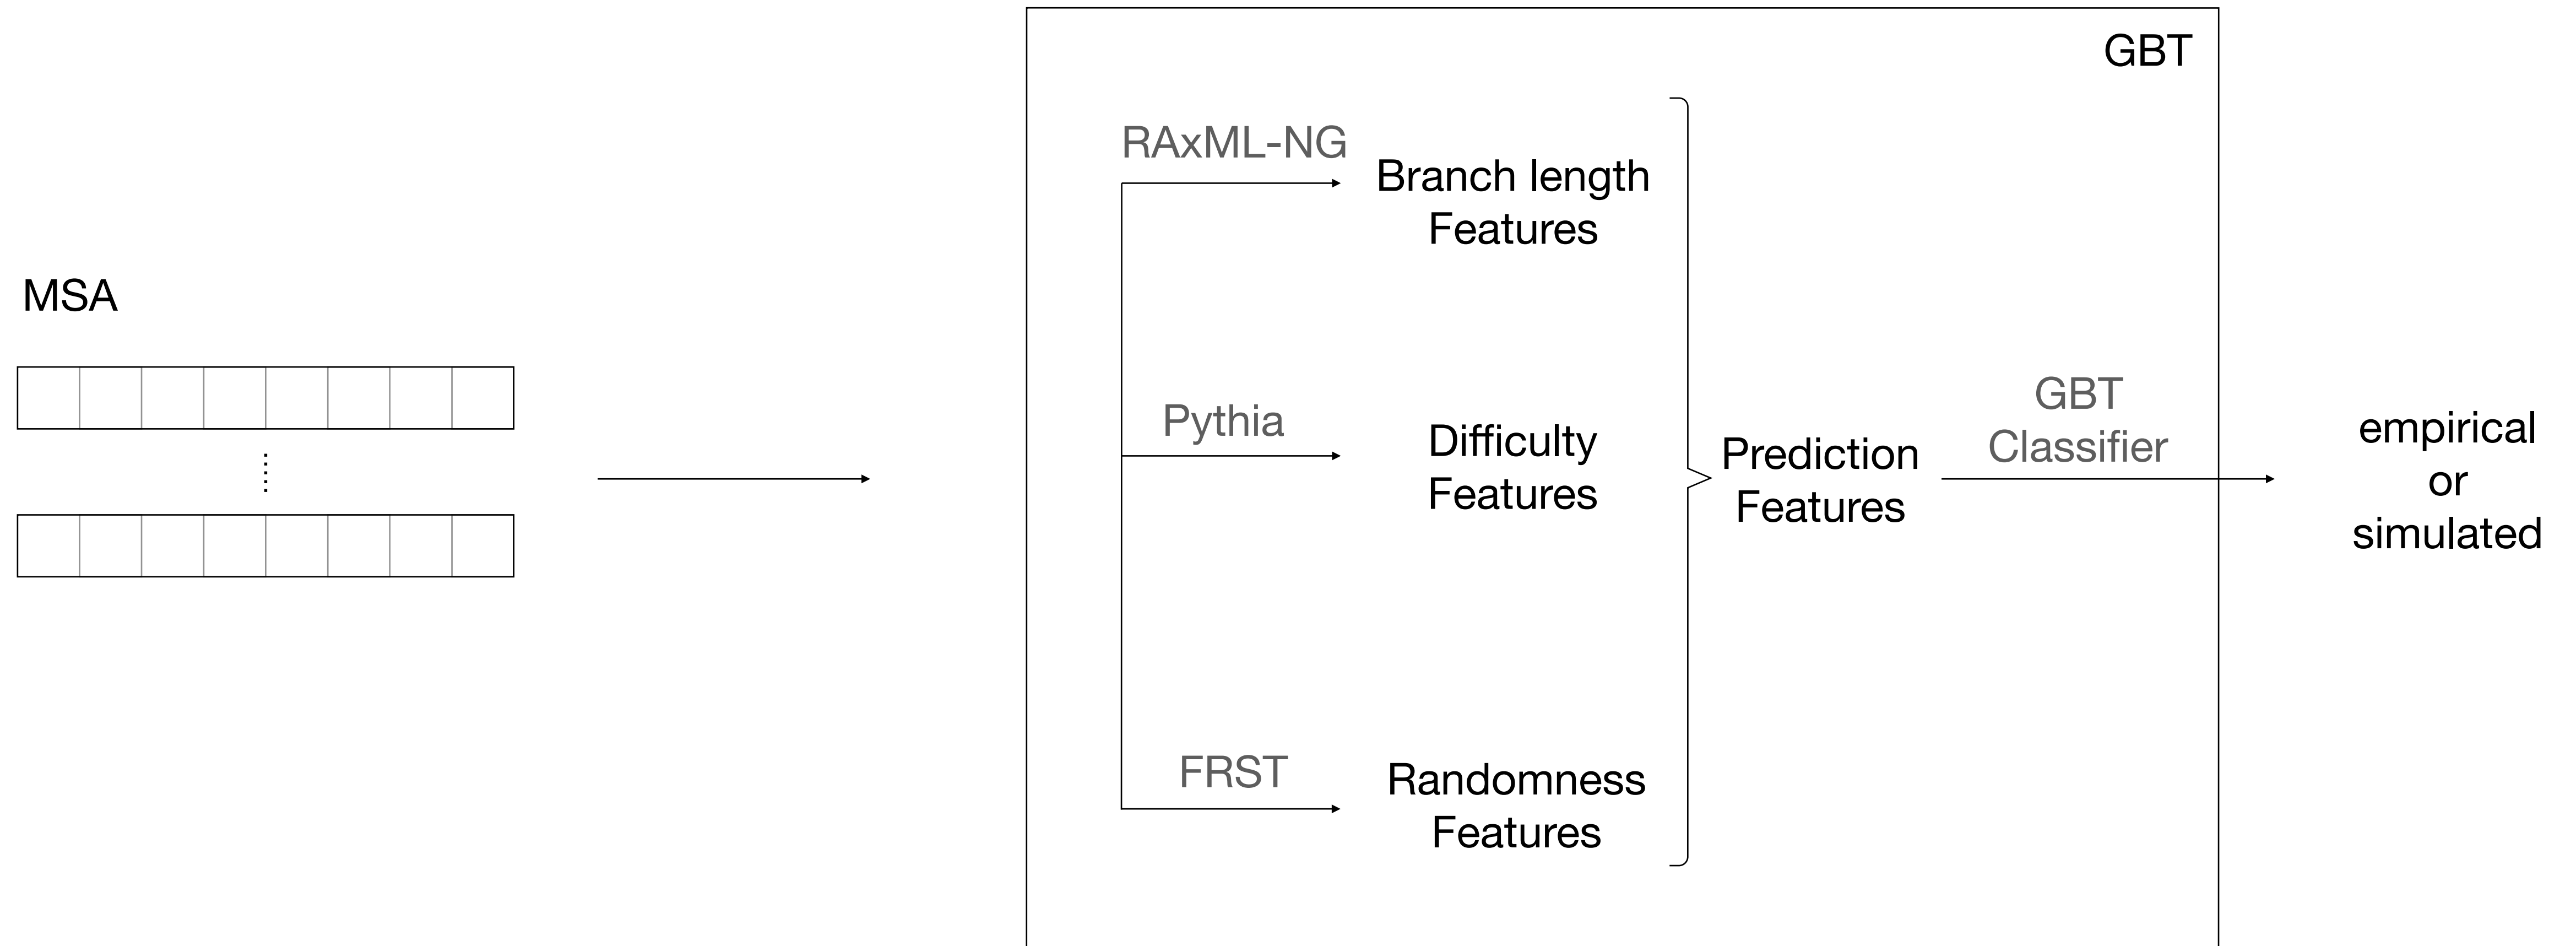 GBT
MSA
RAxML-NG
Branch length
Features
Pythia
Difficulty
Features
FRST
Randomness
Features
Prediction
Features
GBT
Classifier
empirical
or
simulated